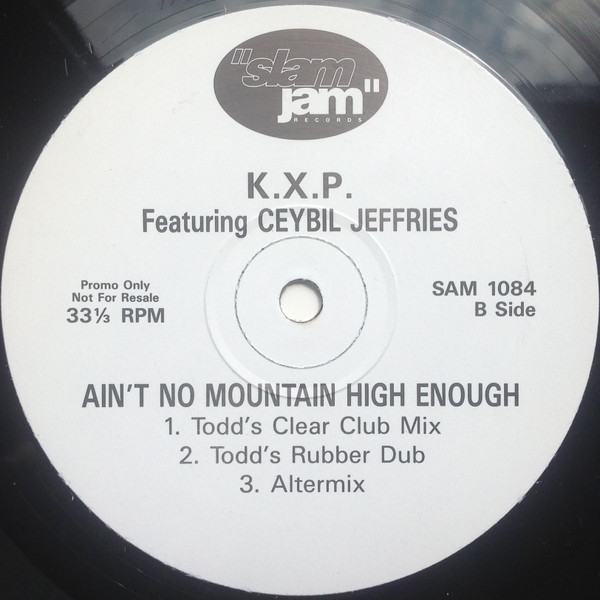 "slam
jam"
RECORDS
K.X.P.
Featuring CEYBIL JEFFRIES
Promo Only
Not For Resale
33⅓ RPM
SAM 1084
B Side
AIN'T NO MOUNTAIN HIGH ENOUGH
1. Todd's Clear Club Mix
2. Todd's Rubber Dub
3. Altermix